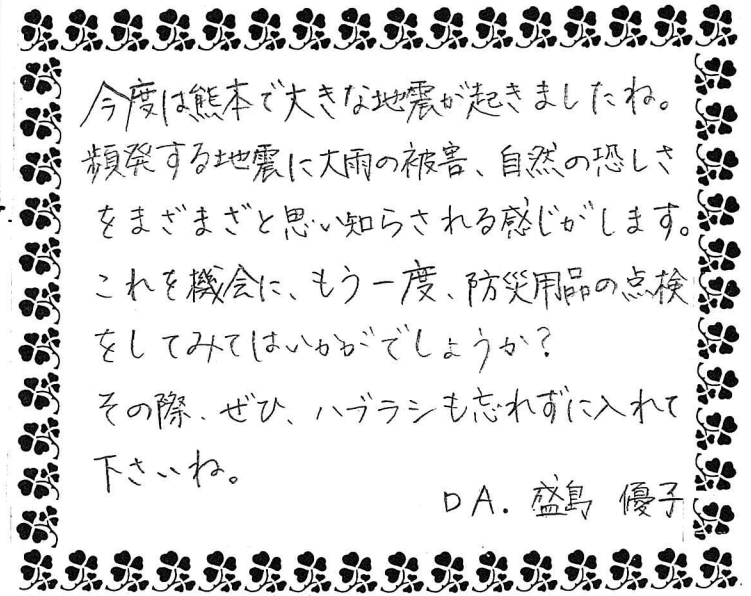 今度は熊本で大きな地震が起きましたね。
頻発する地震に大雨の被害、自然の恐しさ
をまざまざと思い知らされる感じがします。
これを機会に、もう一度、防災用品の点検
をしてみてはいかがでしょうか？
その際、ぜひ、ハブラシも忘れずに入れて
下さいね。
DA. 盛島 優子